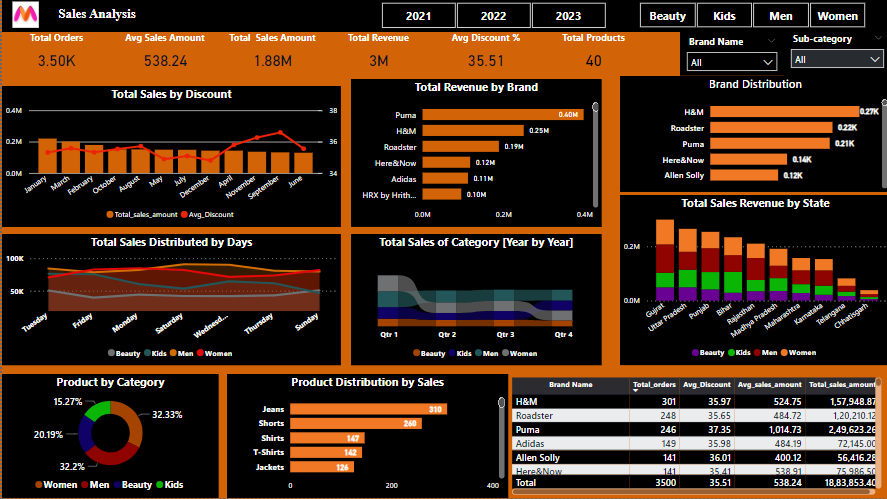 Sales Analysis
2021 2022 2023
Beauty Kids Men Women
Total Orders Avg Sales Amount Total Sales Amount Total Revenue Avg Discount % Total Products
3.50K 538.24 1.88M 3M 35.51 40
Brand Name Sub-category
All All
Total Sales by Discount
0.4M 38
0.2M 36
0.0M 34
January March February October August May July December April November September June
Total_sales_amount Avg_Discount
Total Revenue by Brand
Puma 0.40M
H&M 0.25M
Roadster 0.19M
Here&Now 0.12M
Adidas 0.11M
HRX by Hrith... 0.10M
0.0M 0.2M 0.4M
Brand Distribution
H&M 0.27K
Roadster 0.22K
Puma 0.21K
Here&Now 0.14K
Allen Solly 0.12K
Total Sales Distributed by Days
100K
50K
Tuesday Friday Monday Saturday Wednesd... Thursday Sunday
Beauty Kids Men Women
Total Sales of Category [Year by Year]
Qtr 1 Qtr 2 Qtr 3 Qtr 4
Beauty Kids Men Women
Total Sales Revenue by State
0.2M
0.0M
Gujrat Uttar Pradesh Punjab Bihar Rajasthan Madhya Pradesh Maharashtra Karnataka Telangana Chhatisgarh
Beauty Kids Men Women
Product by Category
15.27%
32.33%
20.19%
32.2%
Women Men Beauty Kids
Product Distribution by Sales
Jeans 310
Shorts 260
Shirts 147
T-Shirts 142
Jackets 126
0 200 400
Brand Name Total_orders Avg_Discount Avg_sales_amount Total_sales_amount
H&M 301 35.97 524.75 1,57,948.87
Roadster 248 35.65 484.72 1,20,210.12
Puma 246 37.35 1,014.73 2,49,623.26
Adidas 149 35.98 484.19 72,145.00
Allen Solly 141 36.01 400.12 56,416.28
Here&Now 141 35.41 538.91 75,986.50
Total 3500 35.51 538.24 18,83,853.40